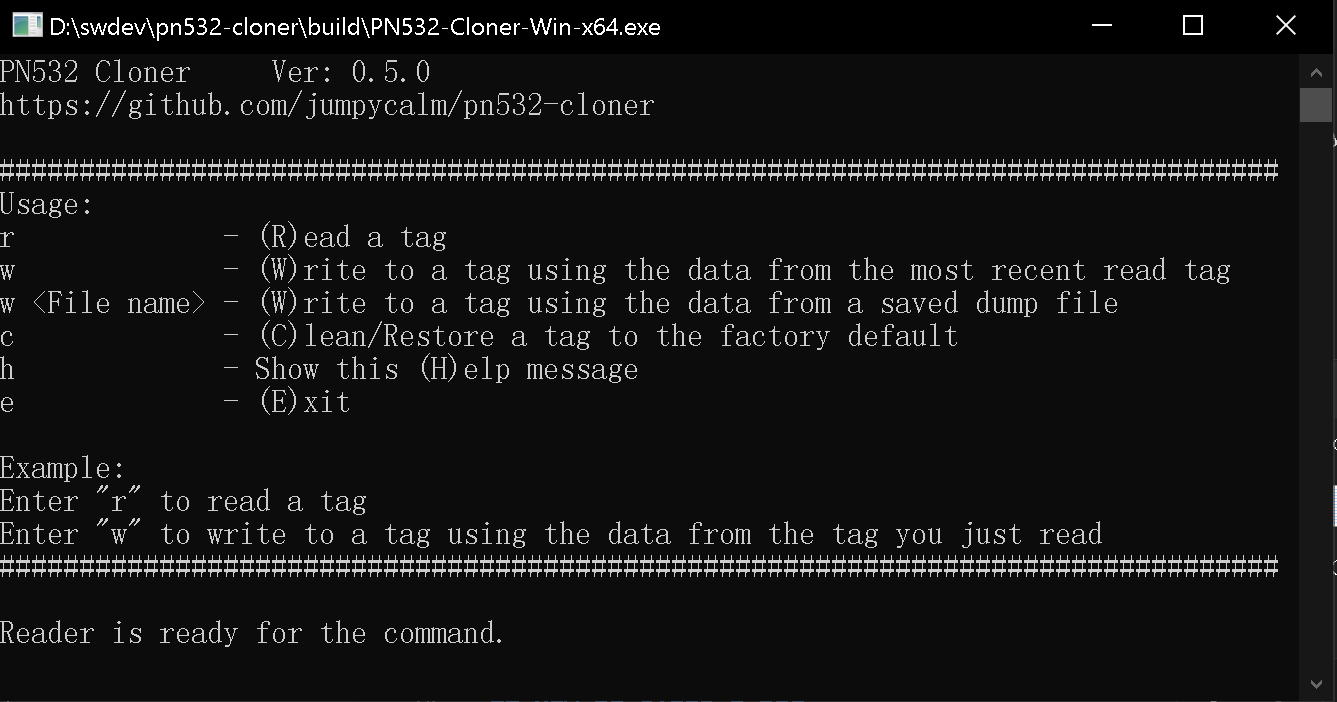 D:\swdev\pn532-cloner\build\PN532-Cloner-Win-x64.exe
PN532 Cloner     Ver: 0.5.0
https://github.com/jumpycalm/pn532-cloner
################################################################################
Usage:
r             - (R)ead a tag
w             - (W)rite to a tag using the data from the most recent read tag
w <File name> - (W)rite to a tag using the data from a saved dump file
c             - (C)lean/Restore a tag to the factory default
h             - Show this (H)elp message
e             - (E)xit
Example:
Enter "r" to read a tag
Enter "w" to write to a tag using the data from the tag you just read
################################################################################
Reader is ready for the command.